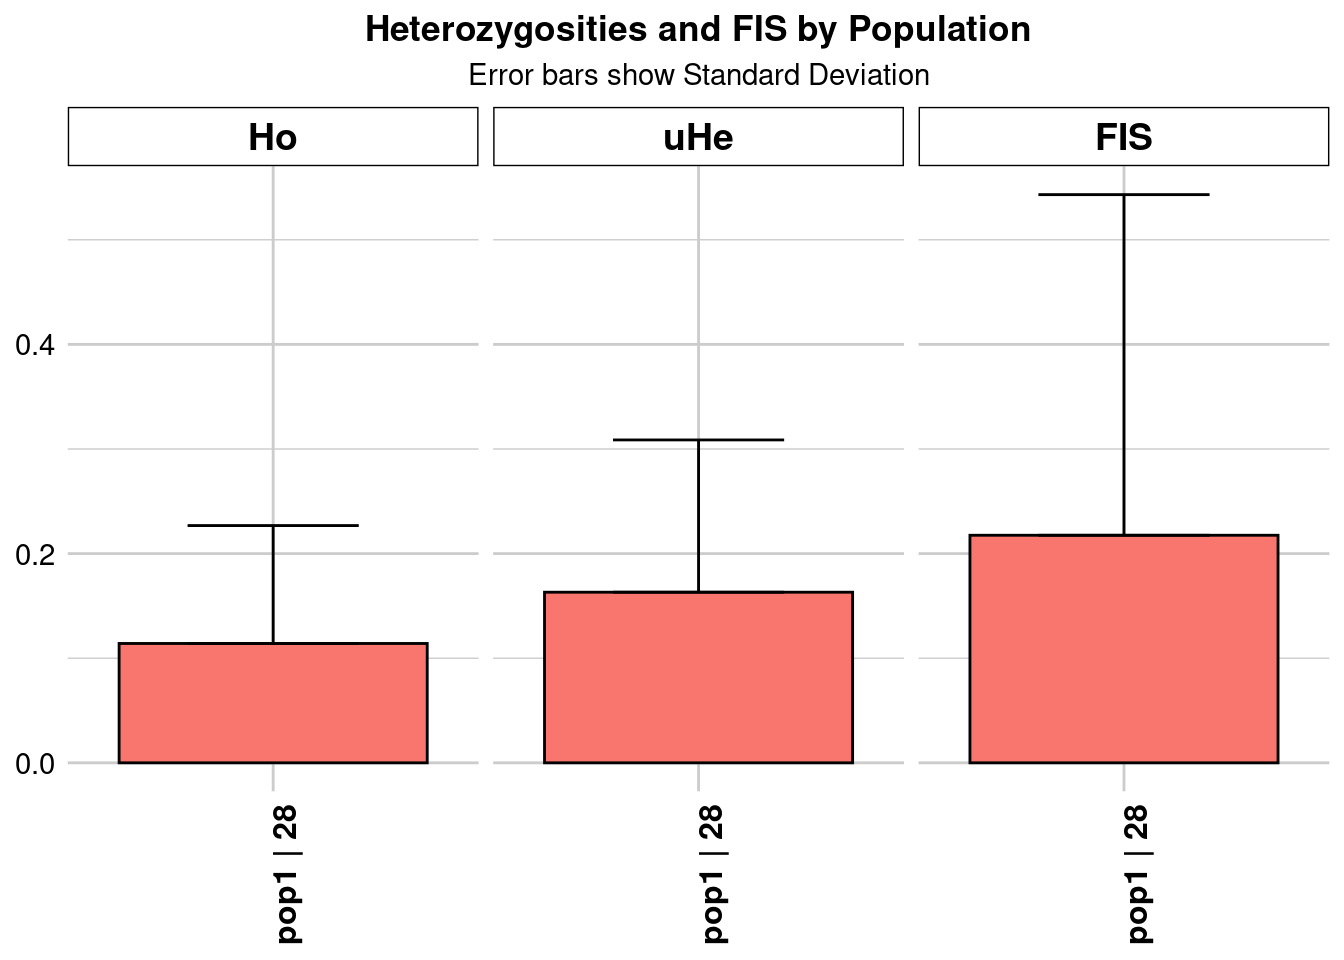 Heterozygosities and FIS by Population
Error bars show Standard Deviation
Ho
uHe
FIS
0.4
0.2
0.0
pop1 | 28
pop1 | 28
pop1 | 28